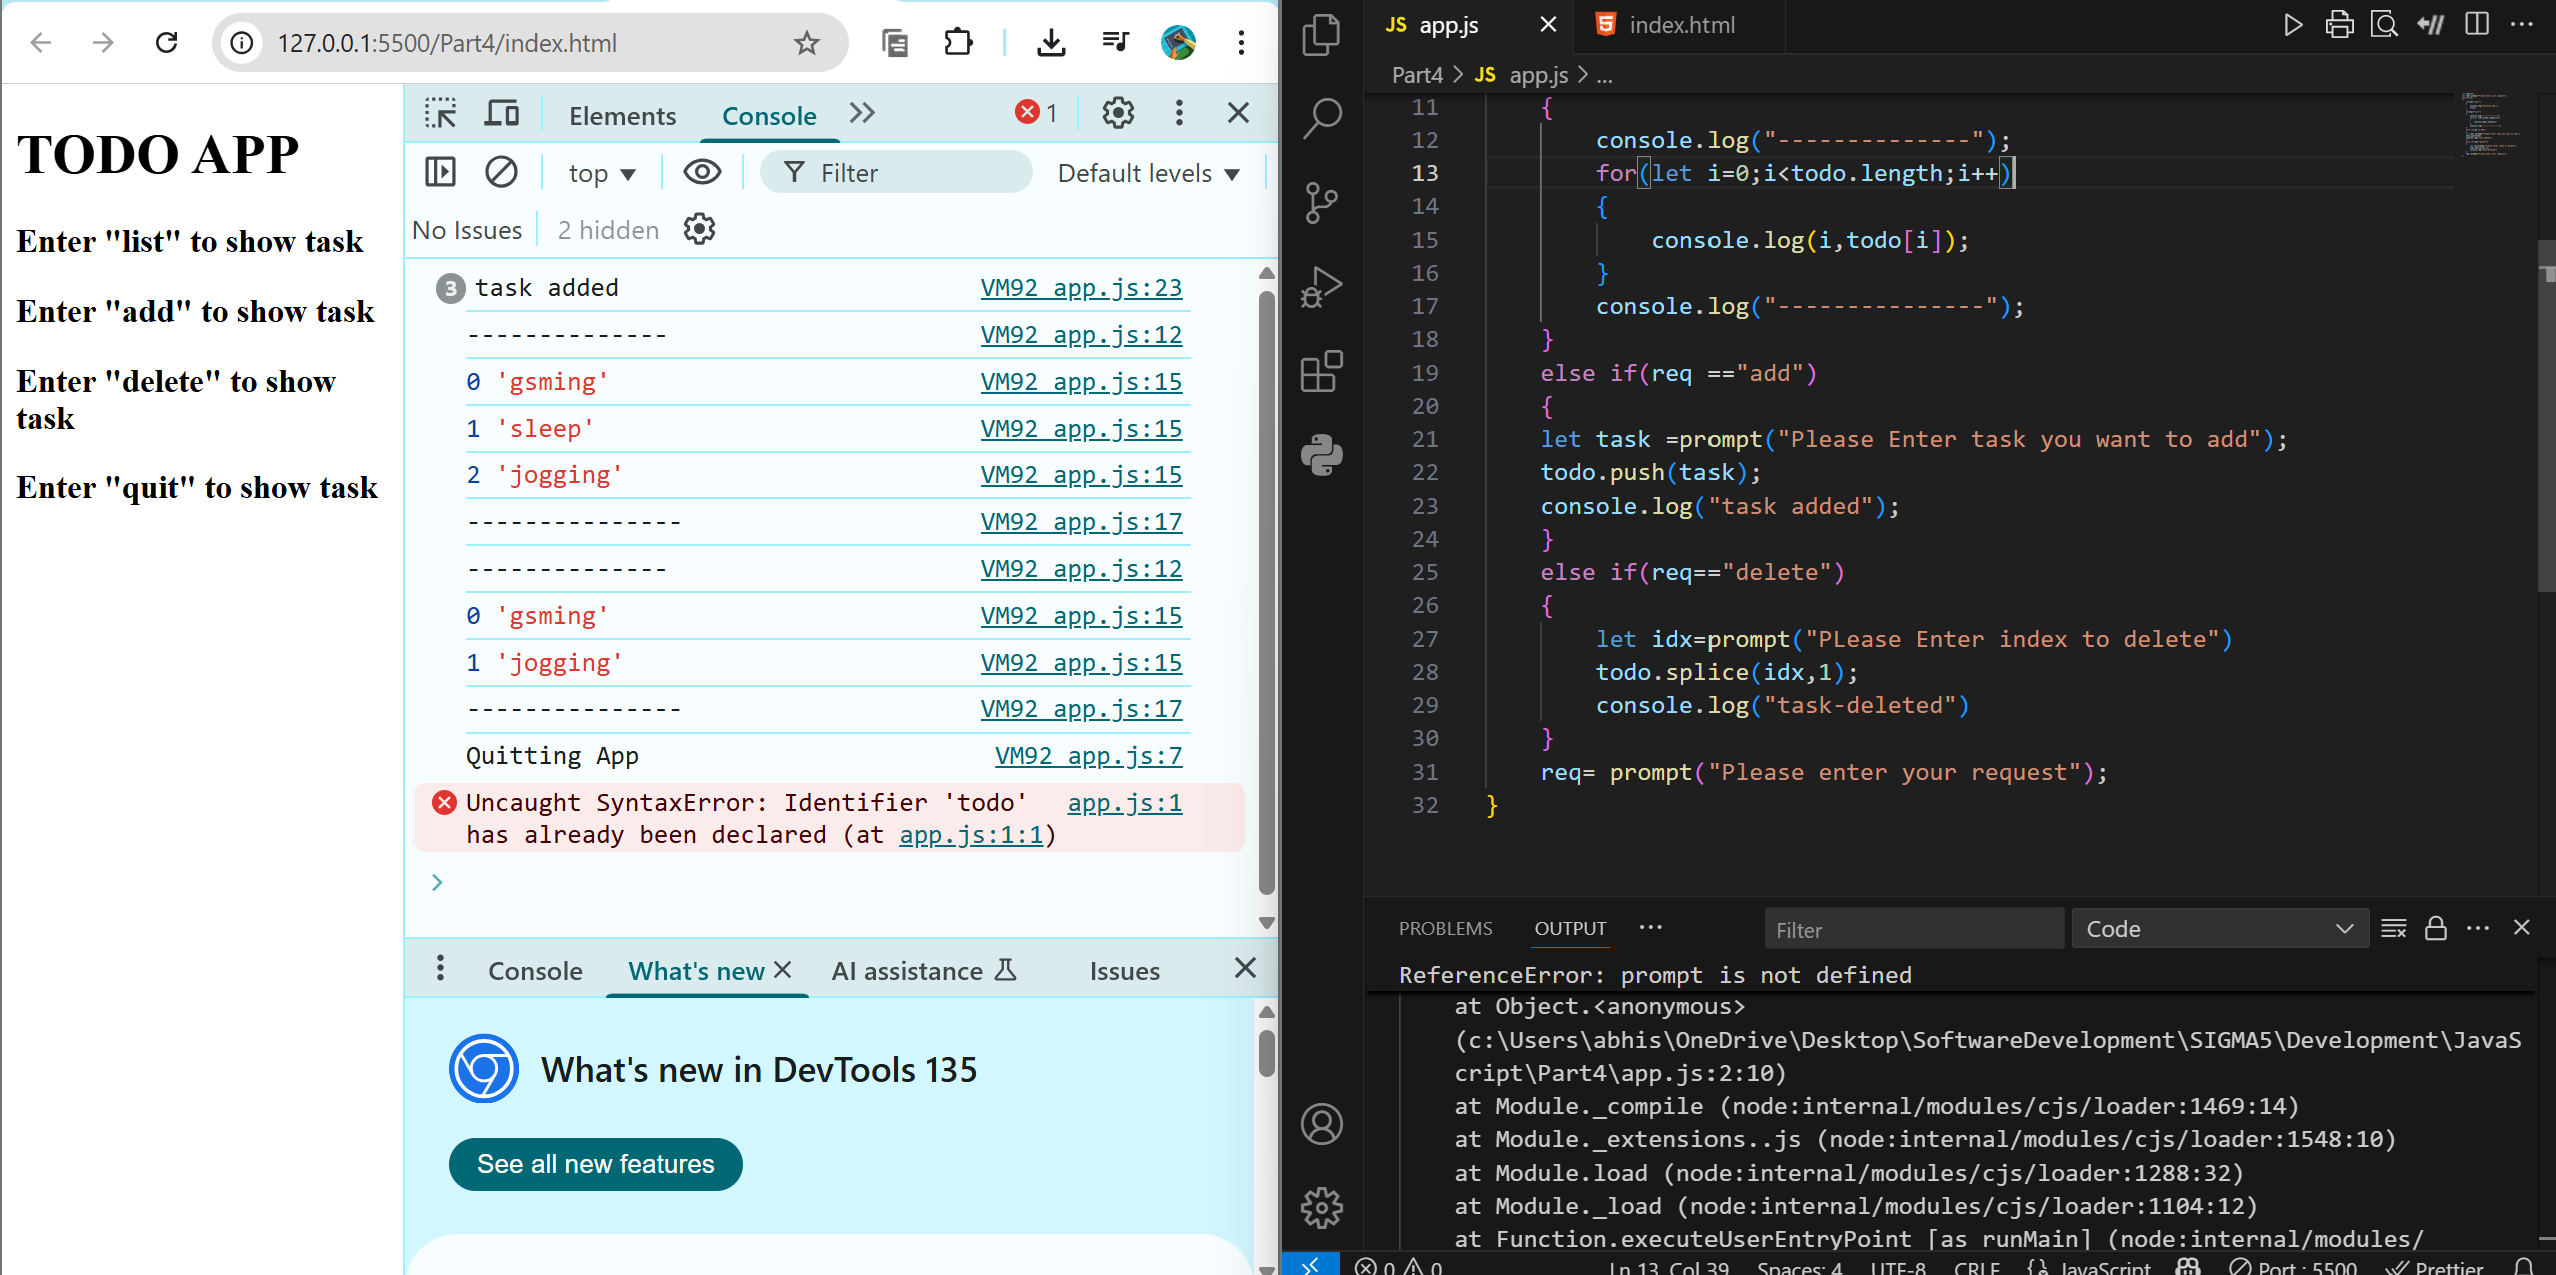 127.0.0.1:5500/Part4/index.html
TODO APP
Enter "list" to show task
Enter "add" to show task
Enter "delete" to show
task
Enter "quit" to show task
Elements
Console
1
top
Filter
Default levels
No Issues
2 hidden
3 task added VM92 app.js:23
-------------- VM92 app.js:12
0 'gsming' VM92 app.js:15
1 'sleep' VM92 app.js:15
2 'jogging' VM92 app.js:15
--------------- VM92 app.js:17
-------------- VM92 app.js:12
0 'gsming' VM92 app.js:15
1 'jogging' VM92 app.js:15
--------------- VM92 app.js:17
Quitting App VM92 app.js:7
Uncaught SyntaxError: Identifier 'todo' app.js:1
has already been declared (at app.js:1:1)
>
Console
What's new
AI assistance
Issues
What's new in DevTools 135
See all new features
JS app.js
index.html
Part4 > JS app.js > ...
11 {
12 console.log("--------------");
13 for(let i=0;i<todo.length;i++)
14 {
15 console.log(i,todo[i]);
16 }
17 console.log("---------------");
18 }
19 else if(req =="add")
20 {
21 let task =prompt("Please Enter task you want to add");
22 todo.push(task);
23 console.log("task added");
24 }
25 else if(req=="delete")
26 {
27 let idx=prompt("PLease Enter index to delete")
28 todo.splice(idx,1);
29 console.log("task-deleted")
30 }
31 req= prompt("Please enter your request");
32 }
PROBLEMS
OUTPUT
...
Filter
Code
ReferenceError: prompt is not defined
at Object.<anonymous>
(c:\Users\abhis\OneDrive\Desktop\SoftwareDevelopment\SIGMA5\Development\JavaS
cript\Part4\app.js:2:10)
at Module._compile (node:internal/modules/cjs/loader:1469:14)
at Module._extensions..js (node:internal/modules/cjs/loader:1548:10)
at Module.load (node:internal/modules/cjs/loader:1288:32)
at Module._load (node:internal/modules/cjs/loader:1104:12)
at Function.executeUserEntryPoint [as runMain] (node:internal/modules/
0 0 Ln 13, Col 39 Spaces: 4 UTF-8 CRLF {} JavaScript Port : 5500 Prettier